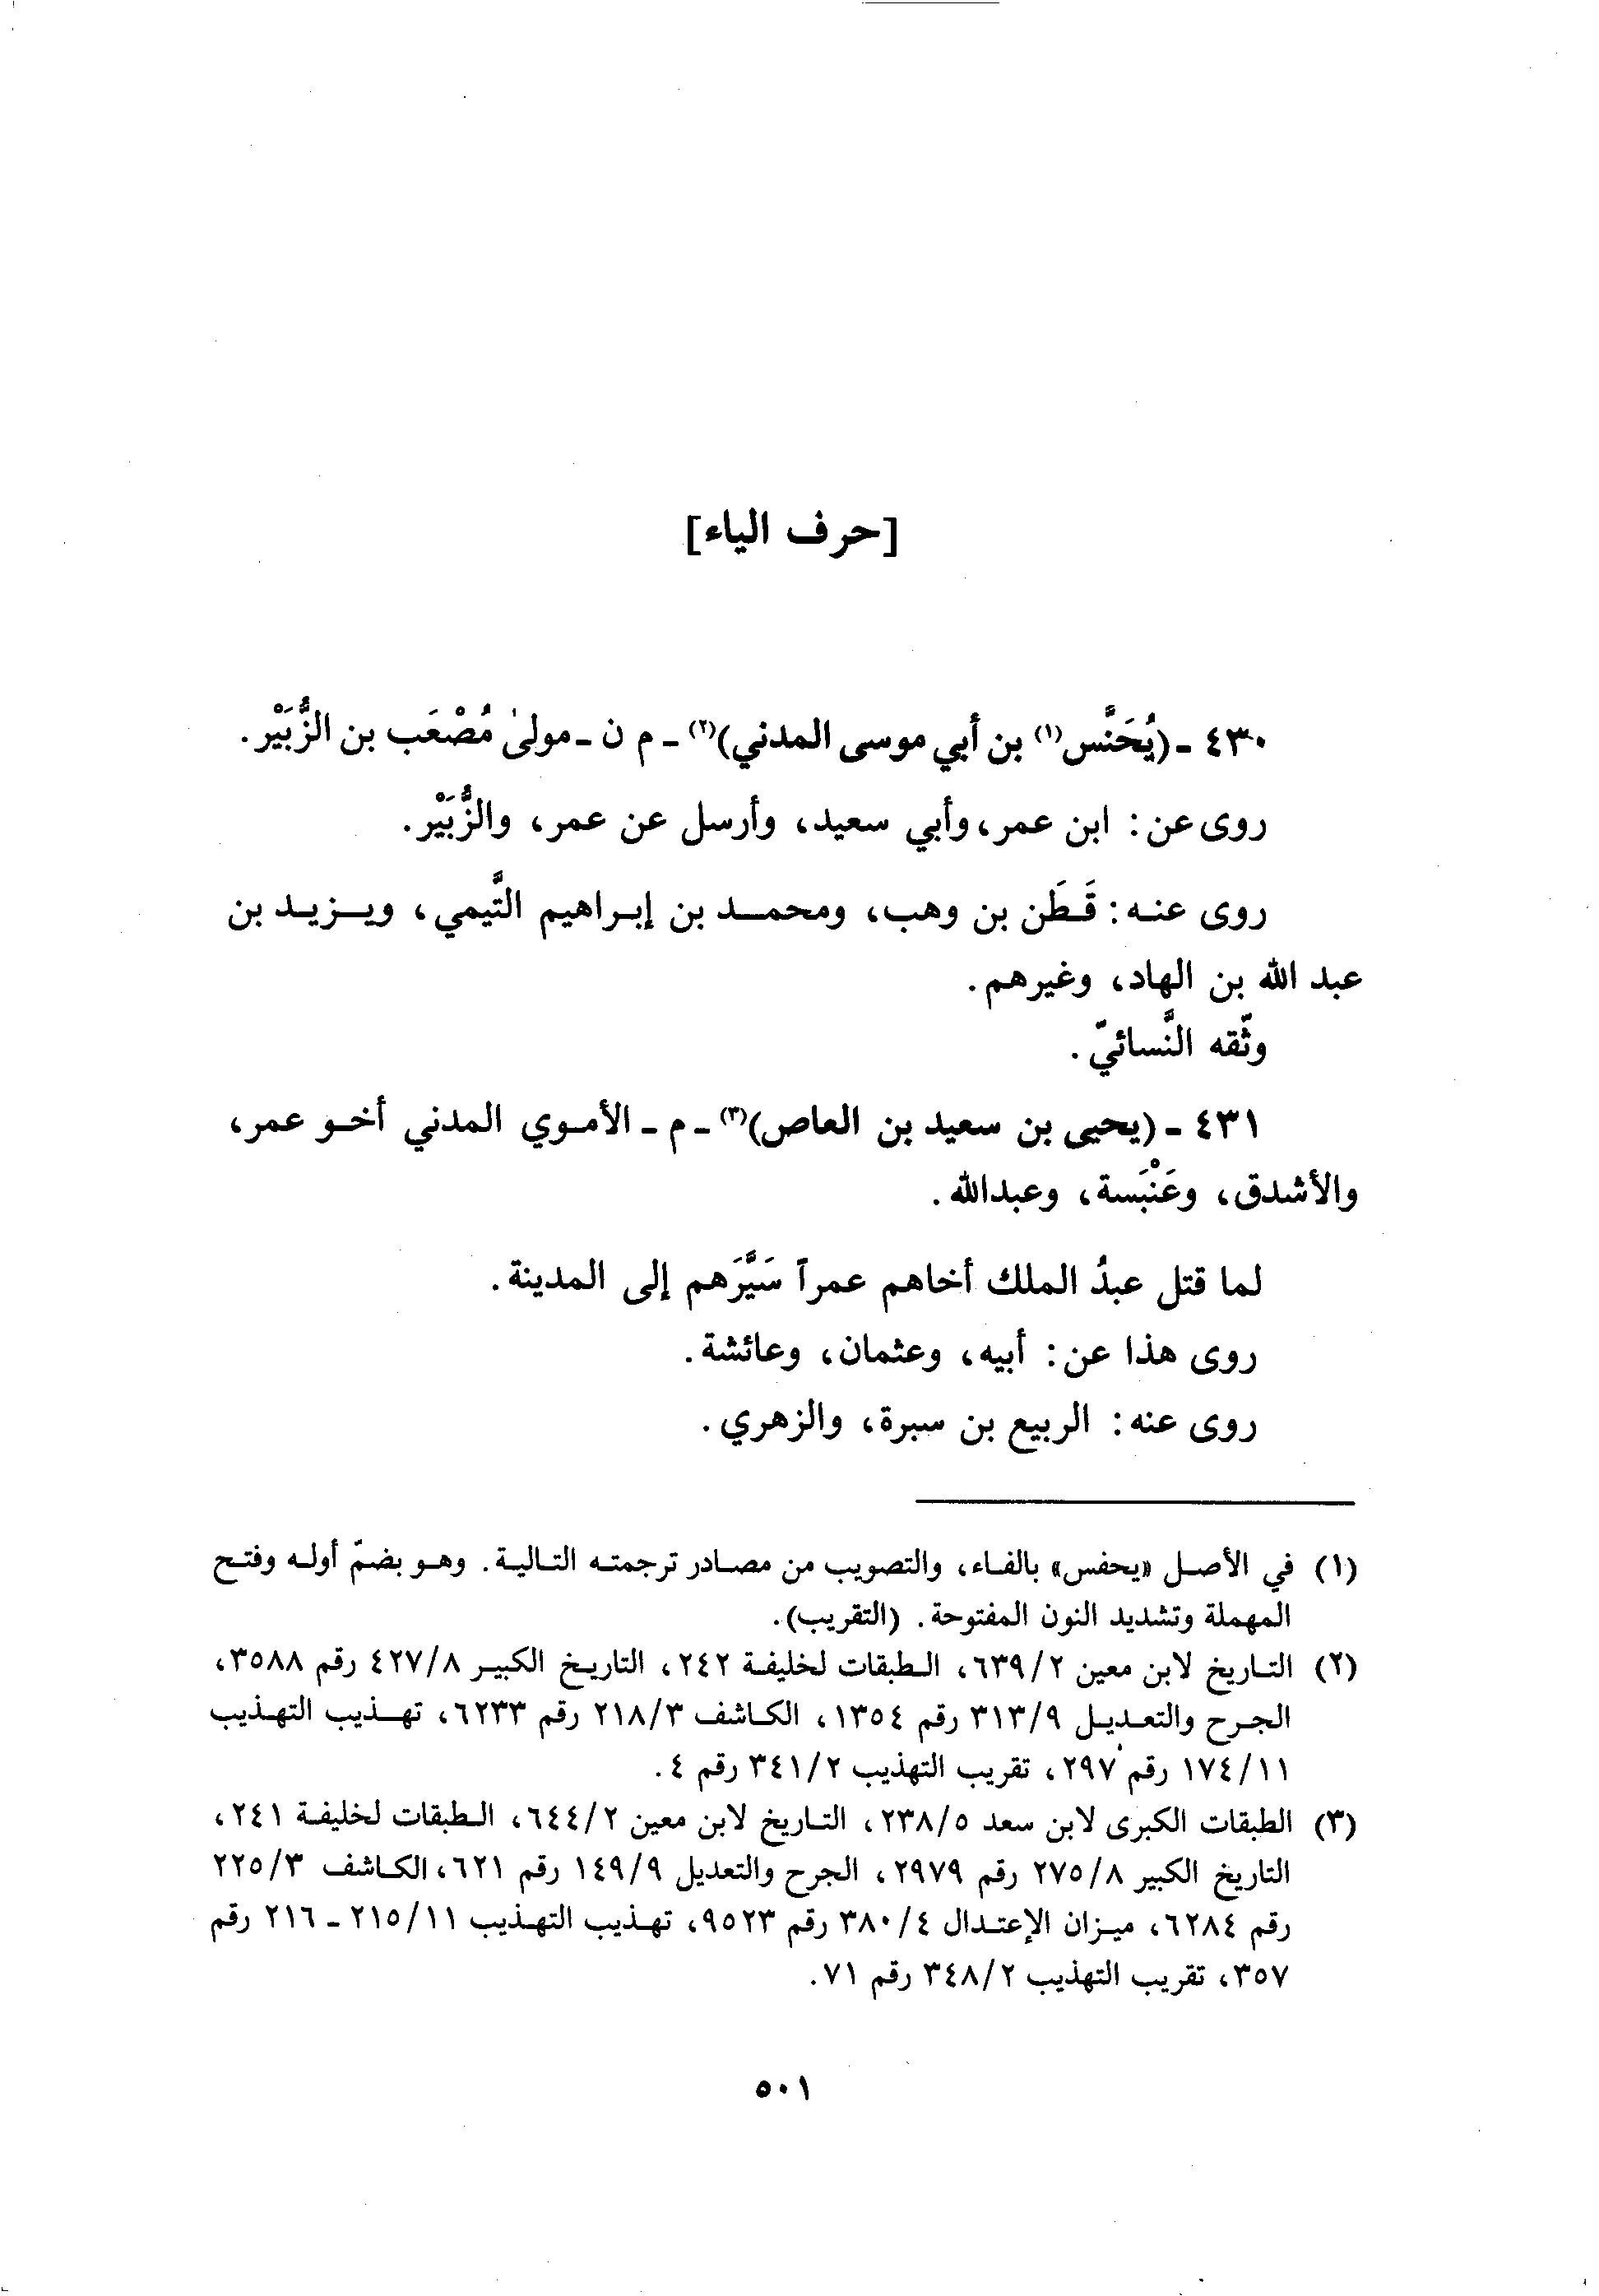 [حرف الياء]
٤٣٠ - (يُحَنَّس(١) بن أبي موسى المدني)(٢) - م ن - مولىٰ مُصْعَب بن الزُّبَيْر.
روى عن: ابن عمر، وأبي سعيد، وأرسل عن عمر، والزُّبَيْر.
روى عنه: قَطَن بن وهب، ومحمد بن إبراهيم التَّيمي، ويزيد بن
عبد الله بن الهاد، وغيرهم.
وثّقه النَّسائيّ.
٤٣١ - (يحيى بن سعيد بن العاص)(٣) - م - الأموي المدني أخو عمر،
والأشدق، وعَنْبَسة، وعبدالله.
لما قتل عبدُ الملك أخاهم عمراً سَيَّرَهم إلى المدينة.
روى هذا عن: أبيه، وعثمان، وعائشة.
روى عنه: الربيع بن سبرة، والزهري.
(١) في الأصل «يحفس» بالفاء، والتصويب من مصادر ترجمته التالية. وهو بضمّ أوله وفتح
المهملة وتشديد النون المفتوحة. (التقريب).
(٢) التاريخ لابن معين ٦٣٩/٢، الطبقات لخليفة ٢٤٢، التاريخ الكبير ٤٢٧/٨ رقم ٣٥٨٨،
الجرح والتعديل ٣١٣/٩ رقم ١٣٥٤، الكاشف ٢١٨/٣ رقم ٦٢٣٣، تهذيب التهذيب
١٧٤/١١ رقم ٢٩٧، تقريب التهذيب ٣٤١/٢ رقم ٤.
(٣) الطبقات الكبرى لابن سعد ٢٣٨/٥، التاريخ لابن معين ٦٤٤/٢، الطبقات لخليفة ٢٤١،
التاريخ الكبير ٢٧٥/٨ رقم ٢٩٧٩، الجرح والتعديل ١٤٩/٩ رقم ٦٢١، الكاشف ٢٢٥/٣
رقم ٦٢٨٤، ميزان الإعتدال ٣٨٠/٤ رقم ٩٥٢٣، تهذيب التهذيب ٢١٥/١١ - ٢١٦ رقم
٣٥٧، تقريب التهذيب ٣٤٨/٢ رقم ٧١.
٥٠١